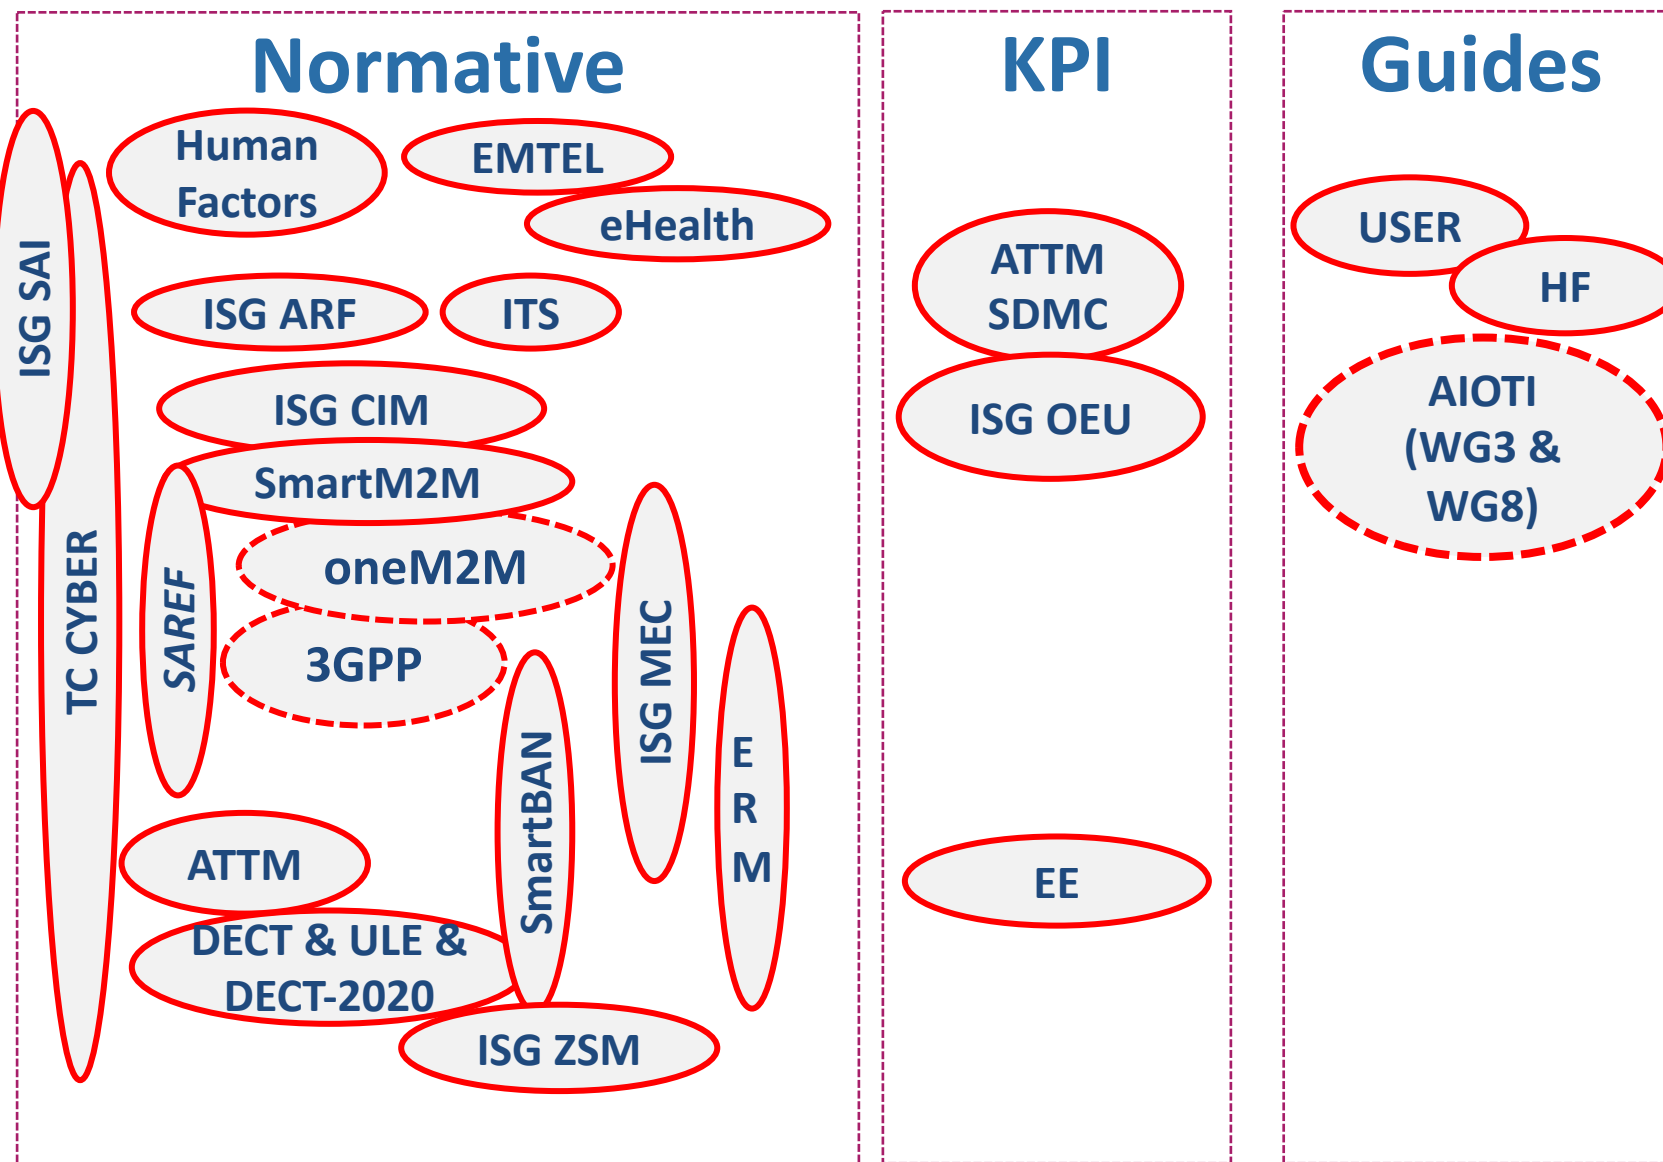 Normative
Human
Factors
EMTEL
eHealth
ISG SAI
ISG ARF
ITS
ISG CIM
SmartM2M
oneM2M
TC CYBER
SAREF
3GPP
ISG MEC
SmartBAN
E
R
M
ATTM
DECT & ULE &
DECT-2020
ISG ZSM
KPI
ATTM
SDMC
ISG OEU
EE
Guides
USER
HF
AIOTI
(WG3 &
WG8)